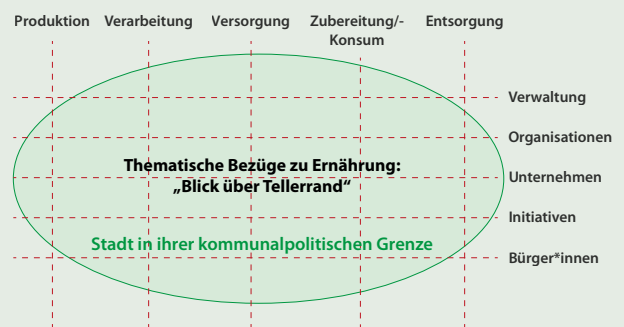 Produktion Verarbeitung Versorgung Zubereitung/-
Konsum Entsorgung
Verwaltung
Organisationen
Thematische Bezüge zu Ernährung:
„Blick über Tellerrand“
Unternehmen
Initiativen
Stadt in ihrer kommunalpolitischen Grenze
Bürger*innen